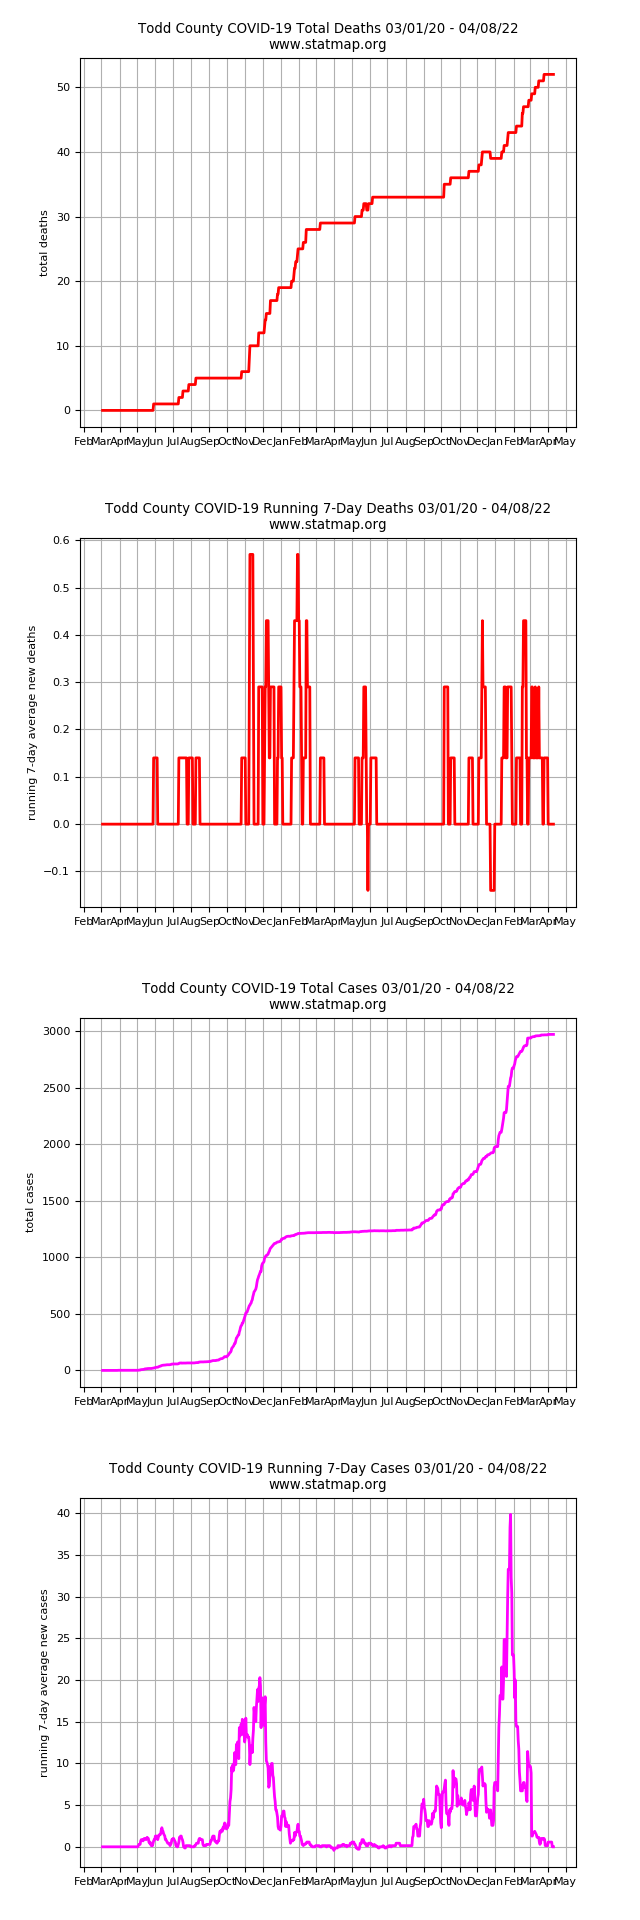 Todd County COVID-19 Total Deaths 03/01/20 - 04/08/22
www.statmap.org
50
40
30
20
10
0
total deaths
Feb Mar Apr May Jun Jul Aug Sep Oct Nov Dec Jan Feb Mar Apr May Jun Jul Aug Sep Oct Nov Dec Jan Feb Mar Apr May
Todd County COVID-19 Running 7-Day Deaths 03/01/20 - 04/08/22
www.statmap.org
0.6
0.5
0.4
0.3
0.2
0.1
0.0
−0.1
running 7-day average new deaths
Feb Mar Apr May Jun Jul Aug Sep Oct Nov Dec Jan Feb Mar Apr May Jun Jul Aug Sep Oct Nov Dec Jan Feb Mar Apr May
Todd County COVID-19 Total Cases 03/01/20 - 04/08/22
www.statmap.org
3000
2500
2000
1500
1000
500
0
total cases
Feb Mar Apr May Jun Jul Aug Sep Oct Nov Dec Jan Feb Mar Apr May Jun Jul Aug Sep Oct Nov Dec Jan Feb Mar Apr May
Todd County COVID-19 Running 7-Day Cases 03/01/20 - 04/08/22
www.statmap.org
40
35
30
25
20
15
10
5
0
running 7-day average new cases
Feb Mar Apr May Jun Jul Aug Sep Oct Nov Dec Jan Feb Mar Apr May Jun Jul Aug Sep Oct Nov Dec Jan Feb Mar Apr May